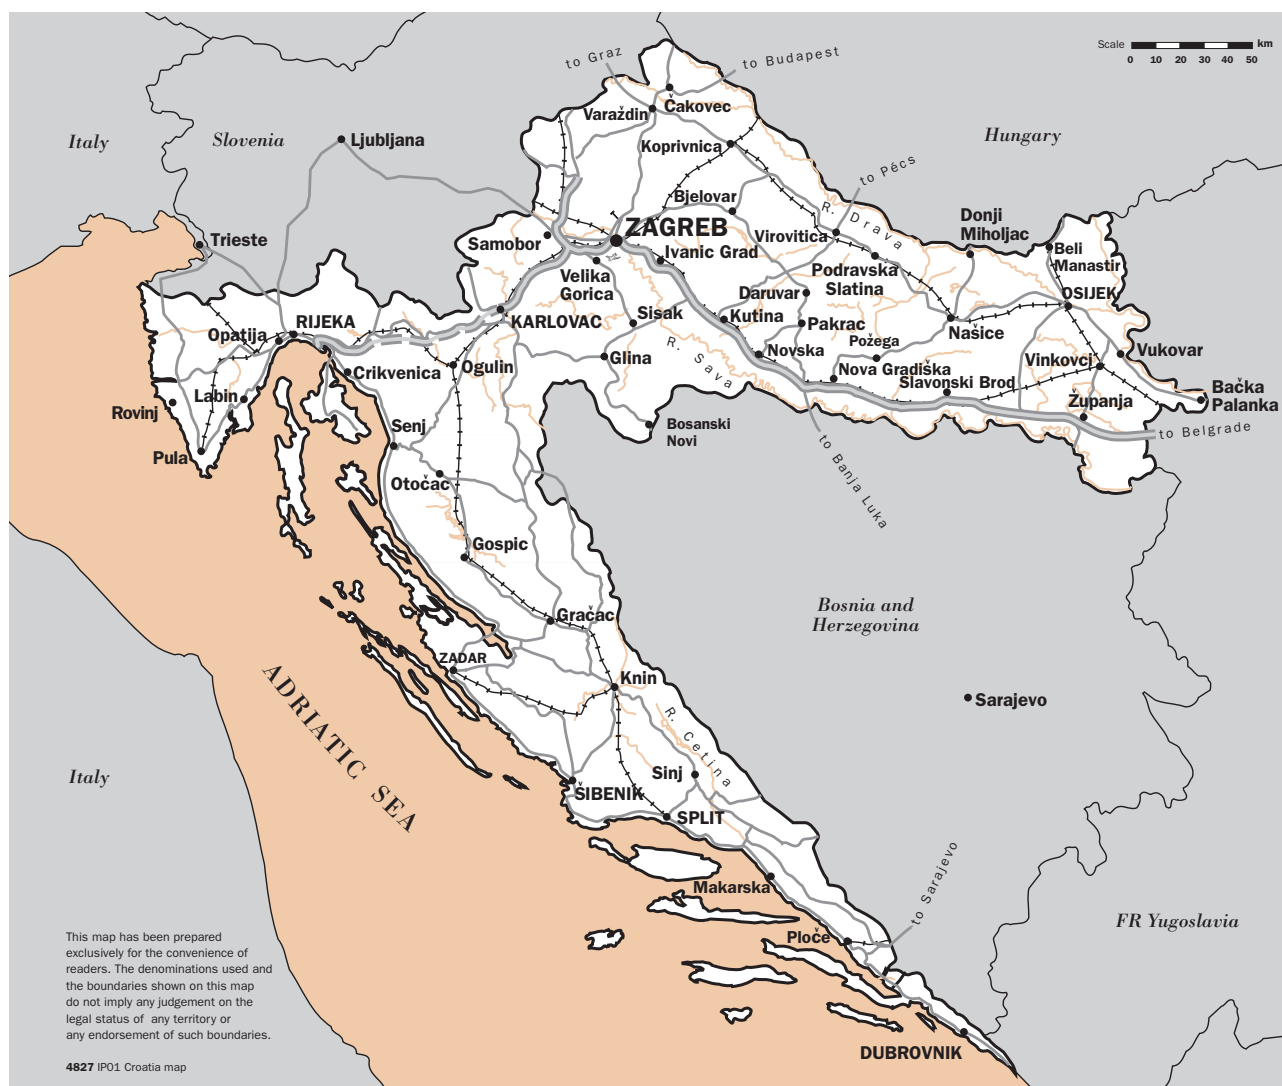 Scale
km
0 10 20 30 40 50
to Graz
to Budapest
Varaždin
Čakovec
Italy
Slovenia
Ljubljana
Hungary
Koprivnica
to Pécs
Bjelovar
R. Drava
Donji
Miholjac
Trieste
Samobor
ZAGREB
Virovitica
Ivanic Grad
Beli
Manastir
Velika
Gorica
Podravska
Slatina
Daruvar
OSIJEK
RIJEKA
Opatija
KARLOVAC
Sisak
Kutina
Pakrac
Našice
Požega
Glina
R. Sava
Novska
Vinkovci
Vukovar
Crikvenica
Ogulin
Nova Gradiška
Slavonski Brod
Labin
Bačka
Palanka
Rovinj
Županja
Senj
Bosanski
Novi
to Belgrade
Pula
to Banja Luka
Otočac
Gospic
Bosnia and
Herzegovina
Gračac
ZADAR
Knin
Sarajevo
ADRIATIC SEA
R. Cetina
Italy
Sinj
ŠIBENIK
SPLIT
Makarska
to Sarajevo
FR Yugoslavia
Ploče
This map has been prepared
exclusively for the convenience of
readers. The denominations used and
the boundaries shown on this map
do not imply any judgement on the
legal status of any territory or
any endorsement of such boundaries.
DUBROVNIK
4827 IP01 Croatia map